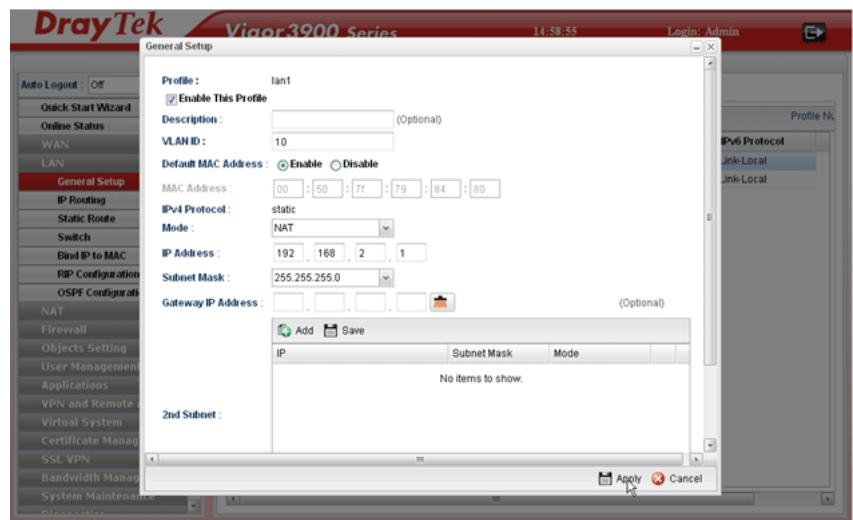 DrayTek Vigor3900 Series 14:58:55 Login: Admin
General Setup
Auto Logout : Off
Quick Start Wizard
Online Status
WAN
LAN
General Setup
IP Routing
Static Route
Switch
Bind IP to MAC
RIP Configuration
OSPF Configurati
NAT
Firewall
Objects Setting
User Management
Applications
VPN and Remote
Virtual System
Certificate Manag
SSL VPN
Bandwidth Manag
System Maintenance
Diagnostics
Profile : lan1
Enable This Profile
Description : (Optional)
VLAN ID : 10
Default MAC Address : Enable Disable
MAC Address : 00 : 50 : 7f : 79 : 84 : 80
IPv4 Protocol : static
Mode : NAT
IP Address : 192 . 168 . 2 . 1
Subnet Mask : 255.255.255.0
Gateway IP Address : . . . (Optional)
Add Save
IP Subnet Mask Mode
No items to show.
2nd Subnet :
Apply Cancel
Profile Nu
IPv6 Protocol
Link-Local
Link-Local